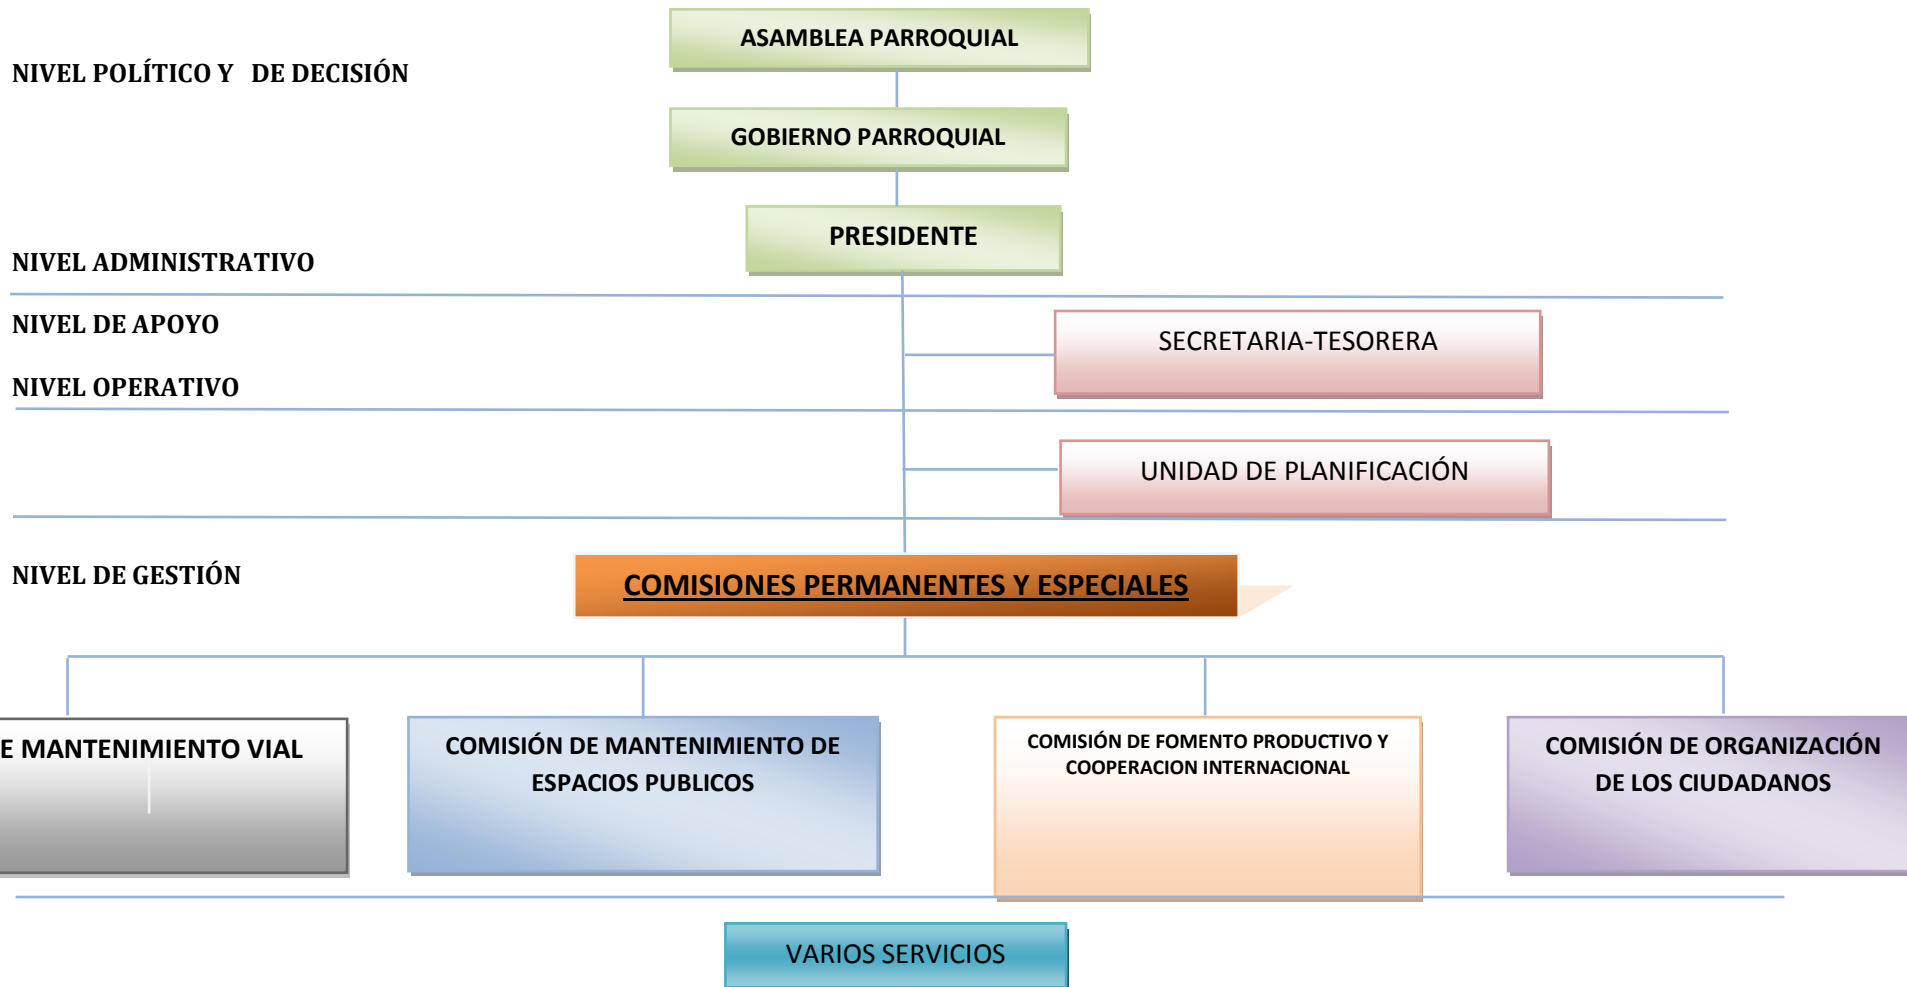 ASAMBLEA PARROQUIAL
NIVEL POLÍTICO Y DE DECISIÓN
GOBIERNO PARROQUIAL
PRESIDENTE
NIVEL ADMINISTRATIVO
NIVEL DE APOYO
SECRETARIA-TESORERA
NIVEL OPERATIVO
UNIDAD DE PLANIFICACIÓN
NIVEL DE GESTIÓN
COMISIONES PERMANENTES Y ESPECIALES
E MANTENIMIENTO VIAL
COMISIÓN DE MANTENIMIENTO DE
ESPACIOS PUBLICOS
COMISIÓN DE FOMENTO PRODUCTIVO Y
COOPERACION INTERNACIONAL
COMISIÓN DE ORGANIZACIÓN
DE LOS CIUDADANOS
VARIOS SERVICIOS